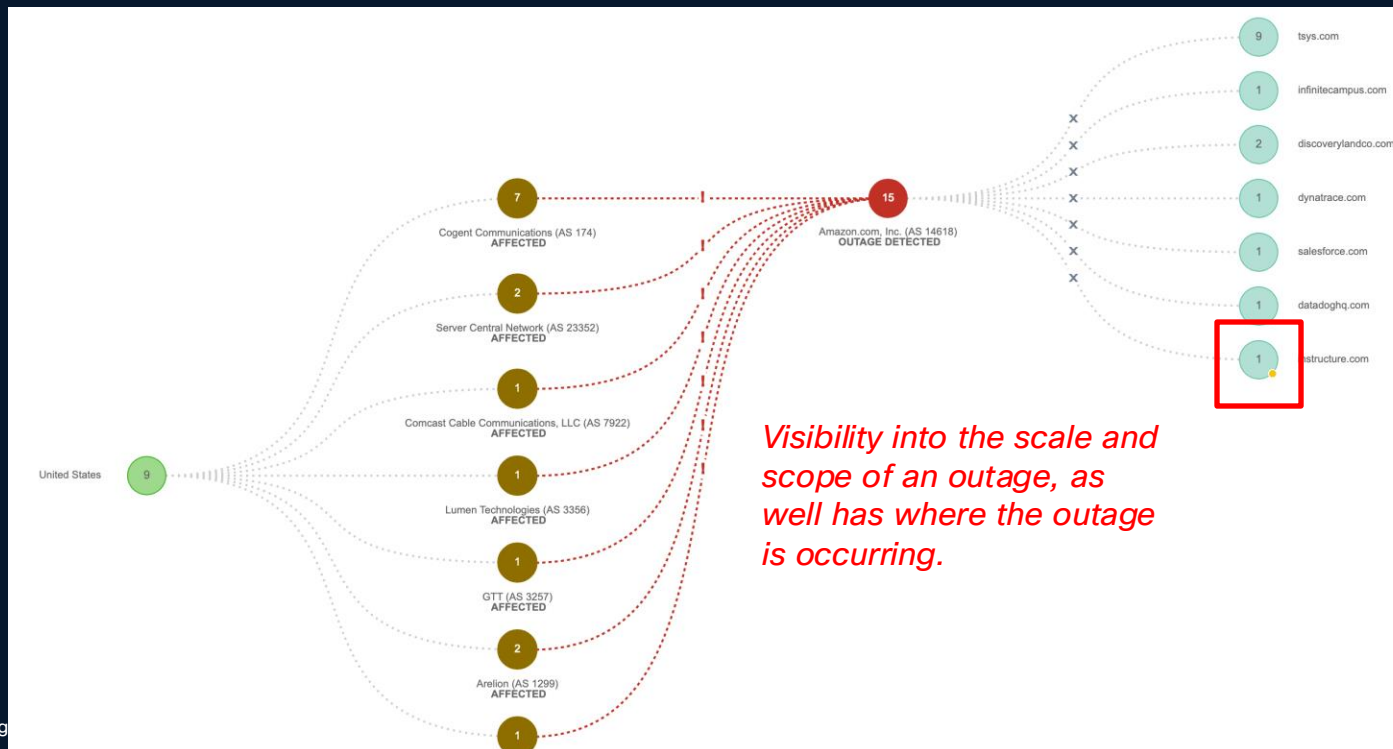 9
tsys.com
1
infinitecampus.com
2
discoverylandco.com
1
dynatrace.com
1
salesforce.com
1
datadoghq.com
1
nstructure.com
x
x
x
x
x
x
x
7
Cogent Communications (AS 174)
AFFECTED
2
Server Central Network (AS 23352)
AFFECTED
1
Comcast Cable Communications, LLC (AS 7922)
AFFECTED
1
Lumen Technologies (AS 3356)
AFFECTED
1
GTT (AS 3257)
AFFECTED
2
Arelion (AS 1299)
AFFECTED
1
!
!
!
!
!
!
!
15
Amazon.com, Inc. (AS 14618)
OUTAGE DETECTED
United States
9
Visibility into the scale and
scope of an outage, as
well has where the outage
is occurring.
g